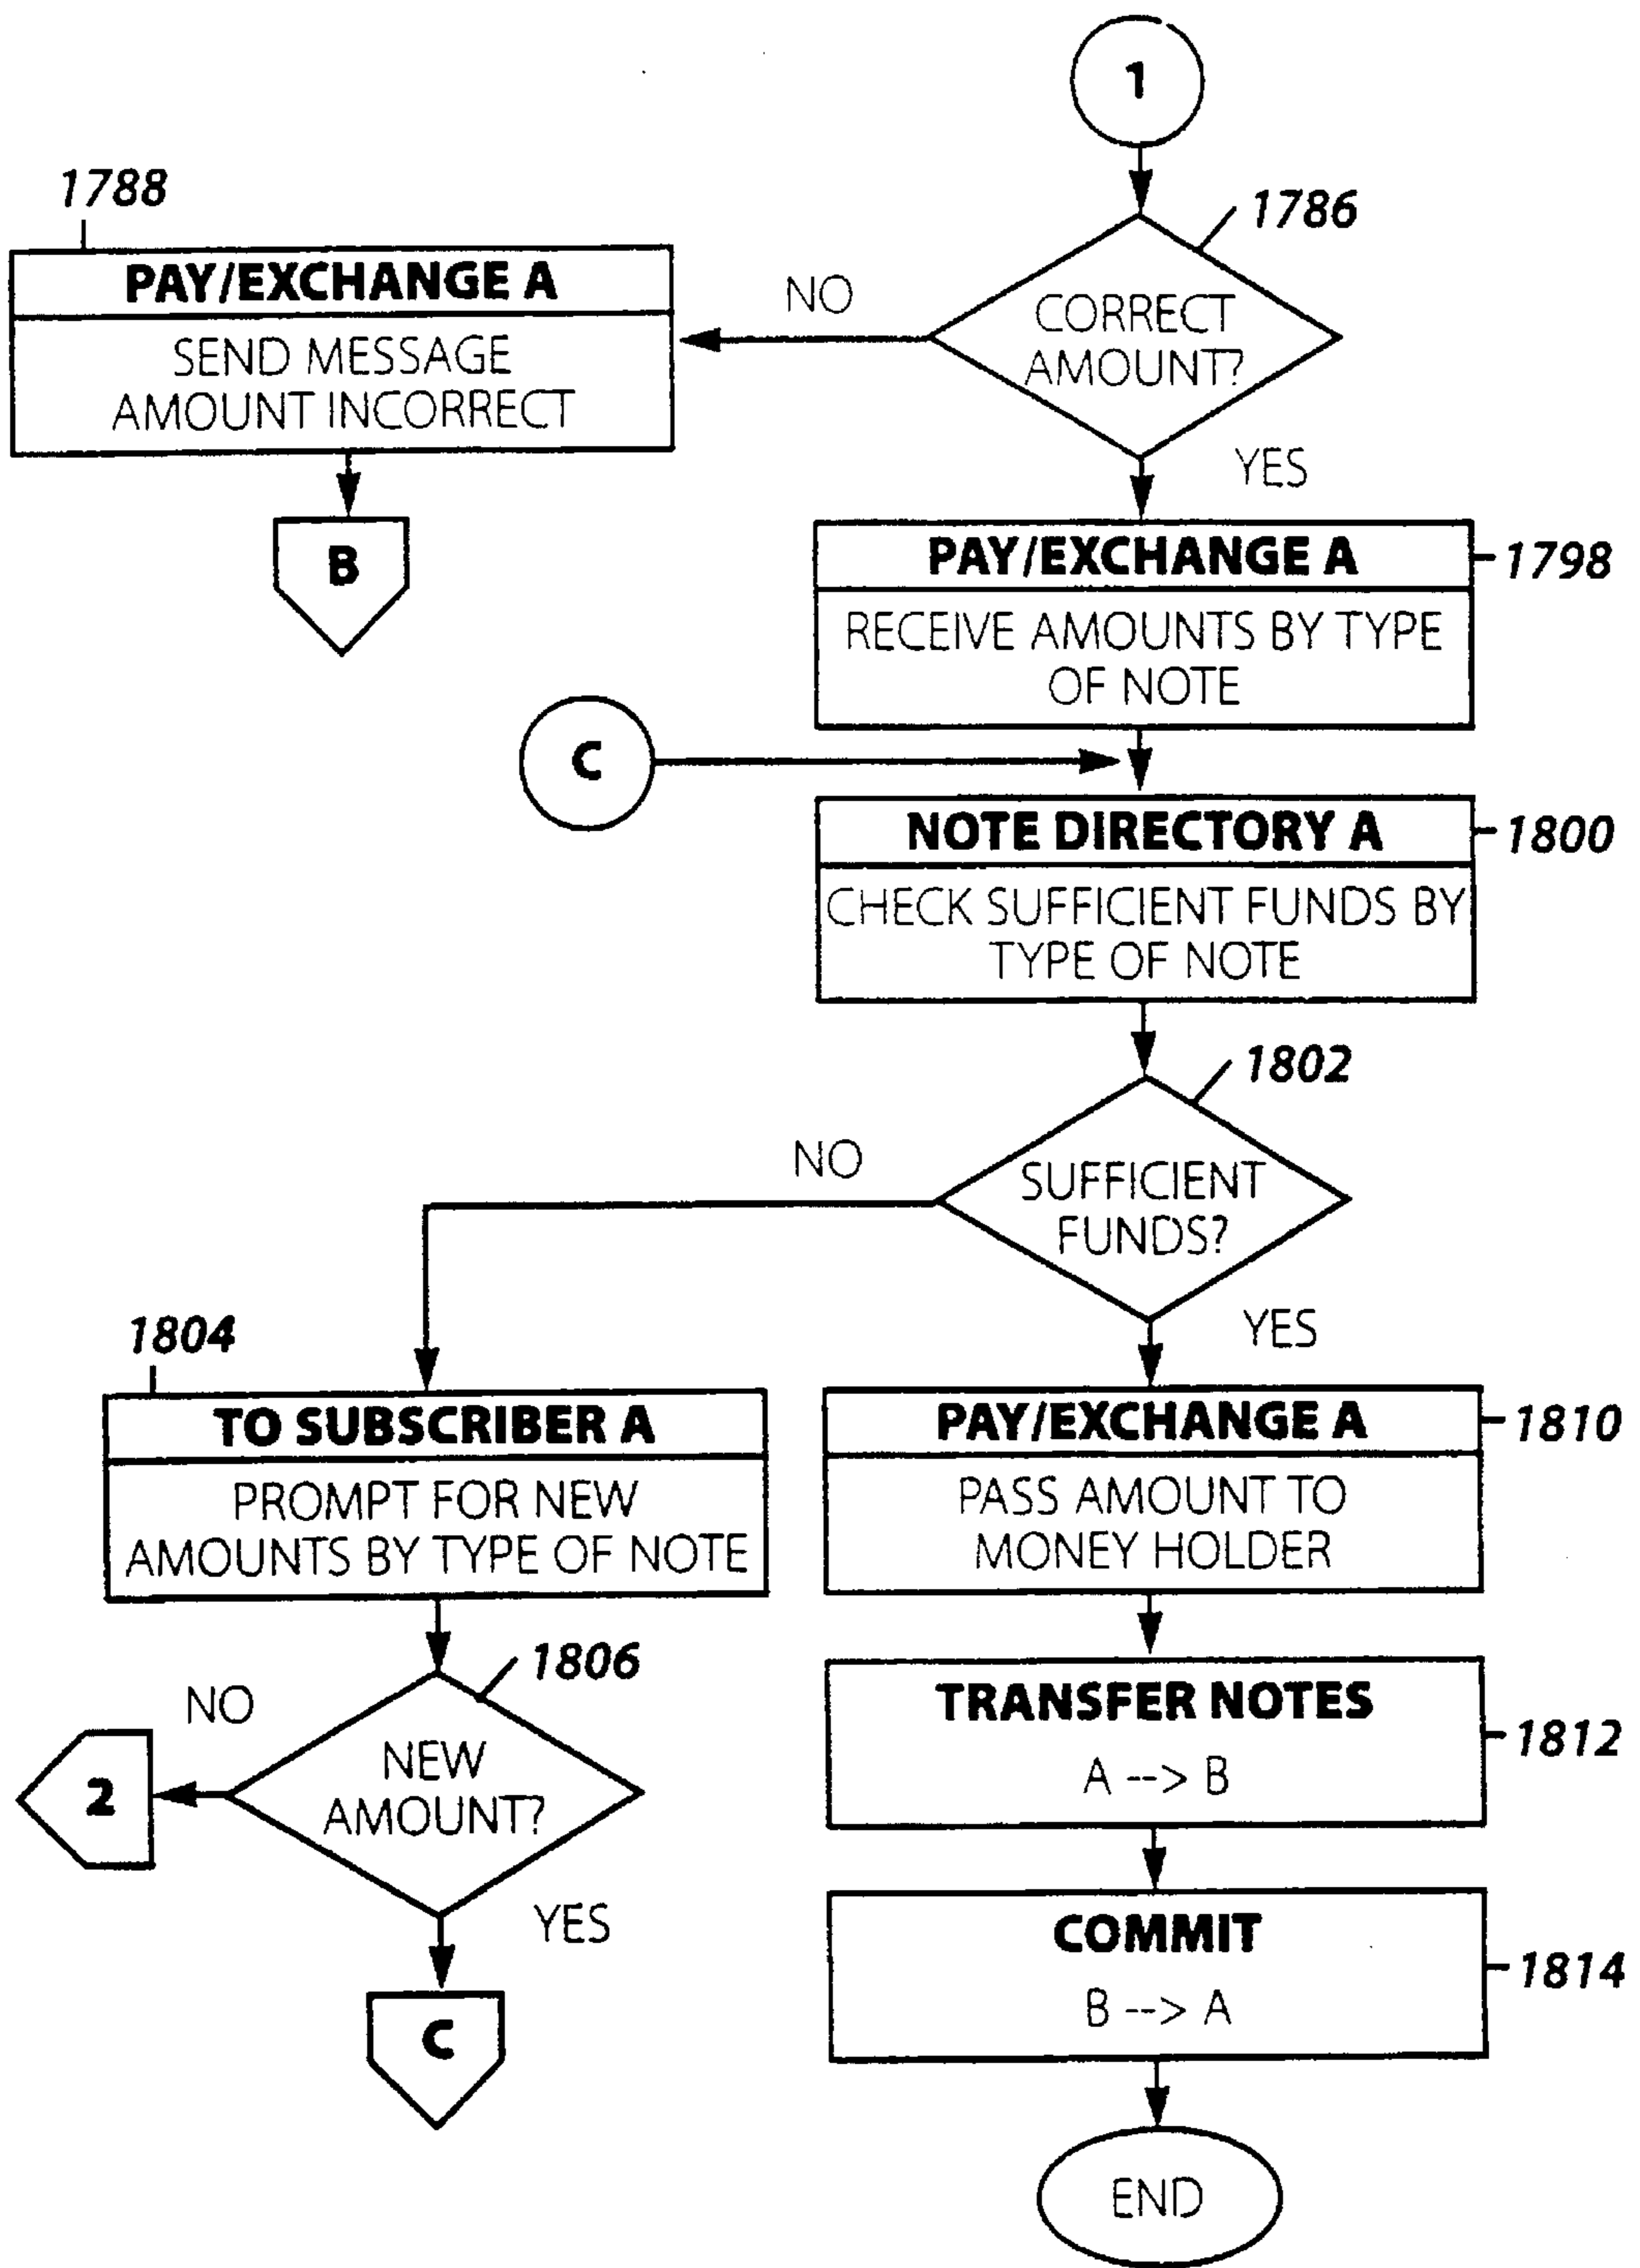 1
1786
CORRECT
AMOUNT?
NO
YES
1788
PAY/EXCHANGE A
SEND MESSAGE
AMOUNT INCORRECT
B
PAY/EXCHANGE A
1798
RECEIVE AMOUNTS BY TYPE
OF NOTE
C
NOTE DIRECTORY A
1800
CHECK SUFFICIENT FUNDS BY
TYPE OF NOTE
1802
SUFFICIENT
FUNDS?
NO
YES
1804
TO SUBSCRIBER A
PROMPT FOR NEW
AMOUNTS BY TYPE OF NOTE
1806
NEW
AMOUNT?
NO
2
YES
C
PAY/EXCHANGE A
1810
PASS AMOUNT TO
MONEY HOLDER
TRANSFER NOTES
1812
A --> B
COMMIT
1814
B --> A
END